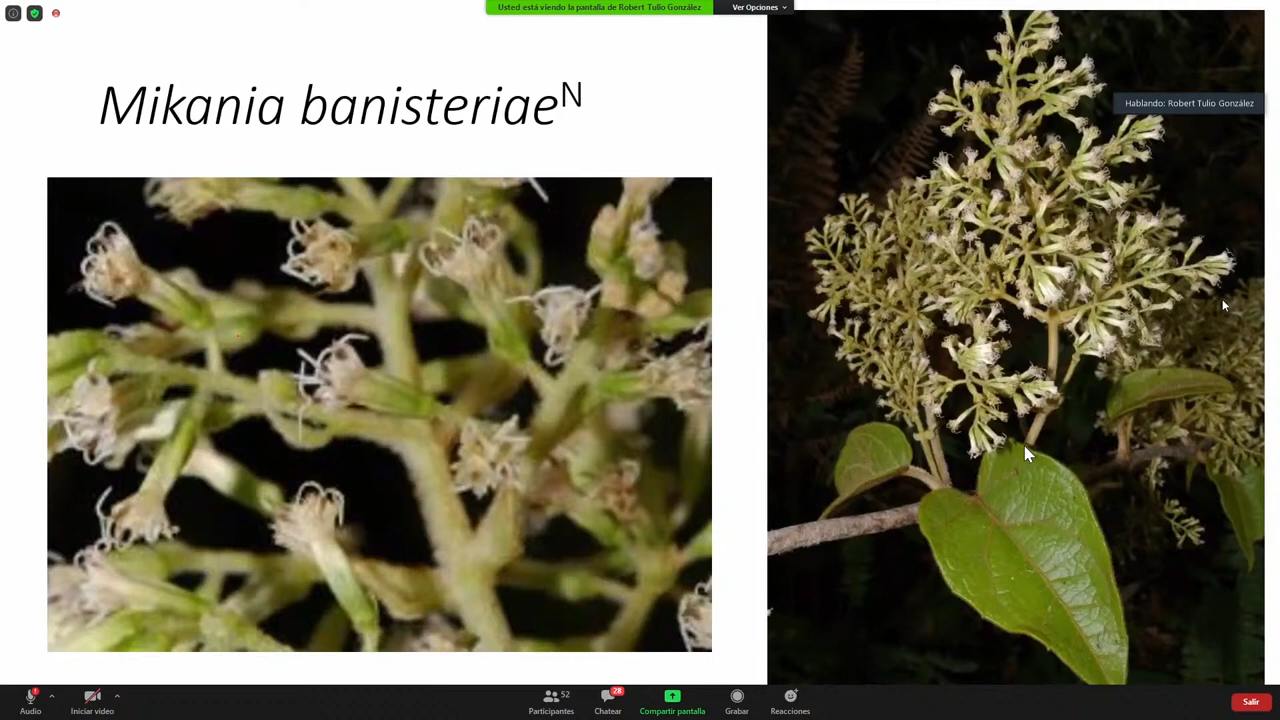 Usted está viendo la pantalla de Robert Tulio González
Ver Opciones
Mikania banisteriaeᴺ
Hablando: Robert Tulio González
Audio
Iniciar video
52
Participantes
28
Chatear
Compartir pantalla
Grabar
Reacciones
Salir